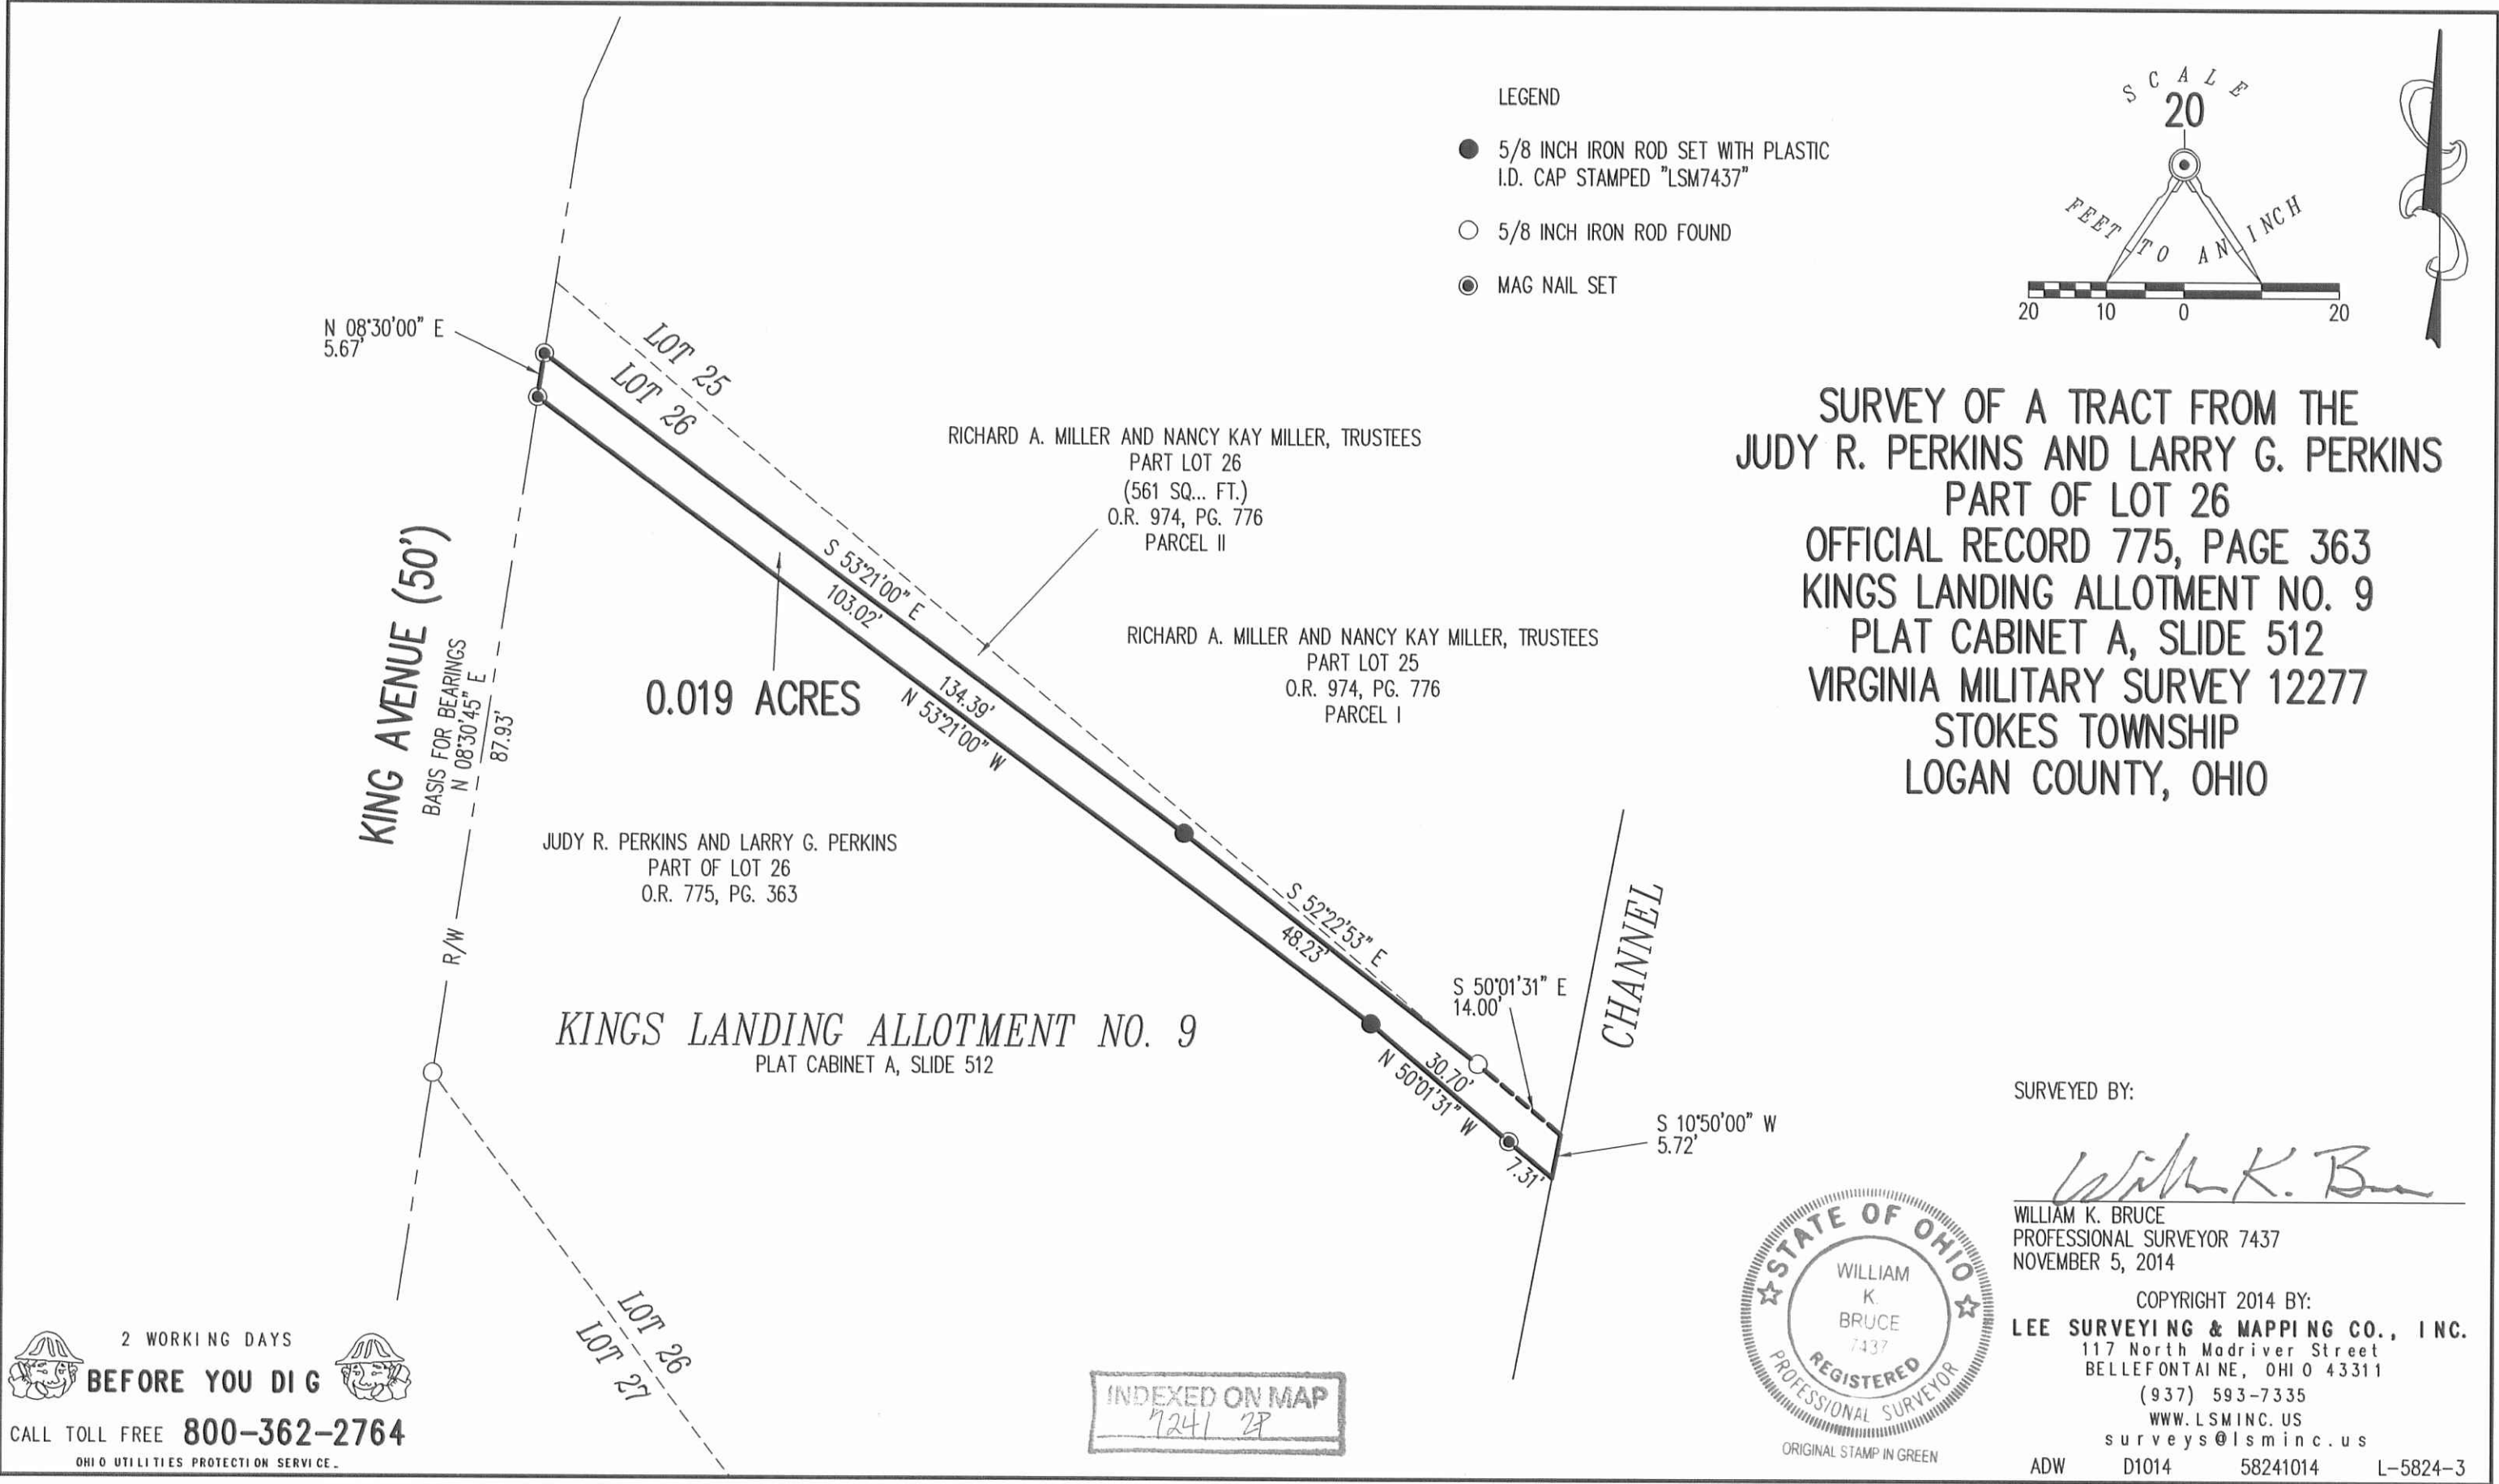 LEGEND
5/8 INCH IRON ROD SET WITH PLASTIC
I.D. CAP STAMPED "LSM7437"
5/8 INCH IRON ROD FOUND
MAG NAIL SET
SCALE
20
FEET TO AN INCH
20 10 0 20
SURVEY OF A TRACT FROM THE
JUDY R. PERKINS AND LARRY G. PERKINS
PART OF LOT 26
OFFICIAL RECORD 775, PAGE 363
KINGS LANDING ALLOTMENT NO. 9
PLAT CABINET A, SLIDE 512
VIRGINIA MILITARY SURVEY 12277
STOKES TOWNSHIP
LOGAN COUNTY, OHIO
N 08°30'00" E
5.67'
LOT 25
LOT 26
RICHARD A. MILLER AND NANCY KAY MILLER, TRUSTEES
PART LOT 26
(561 SQ... FT.)
O.R. 974, PG. 776
PARCEL II
RICHARD A. MILLER AND NANCY KAY MILLER, TRUSTEES
PART LOT 25
O.R. 974, PG. 776
PARCEL I
S 53°21'00" E
103.02'
134.39'
N 53°21'00" W
0.019 ACRES
KING AVENUE (50')
BASIS FOR BEARINGS
N 08°30'45" E
87.93'
R/W
JUDY R. PERKINS AND LARRY G. PERKINS
PART OF LOT 26
O.R. 775, PG. 363
S 52°22'53" E
48.23'
S 50°01'31" E
14.00'
CHANNEL
30.70'
N 50°01'31" W
7.31'
S 10°50'00" W
5.72'
KINGS LANDING ALLOTMENT NO. 9
PLAT CABINET A, SLIDE 512
LOT 26
LOT 27
2 WORKING DAYS
BEFORE YOU DIG
CALL TOLL FREE 800-362-2764
OHIO UTILITIES PROTECTION SERVICE.
INDEXED ON MAP
7241 2P
STATE OF OHIO
WILLIAM
K.
BRUCE
7437
REGISTERED
PROFESSIONAL SURVEYOR
ORIGINAL STAMP IN GREEN
SURVEYED BY:
WILLIAM K. BRUCE
PROFESSIONAL SURVEYOR 7437
NOVEMBER 5, 2014
COPYRIGHT 2014 BY:
LEE SURVEYING & MAPPING CO., INC.
117 North Madriver Street
BELLEFONTAINE, OHIO 43311
(937) 593-7335
WWW.LSMINC.US
surveys@lsminc.us
ADW D1014 58241014 L-5824-3